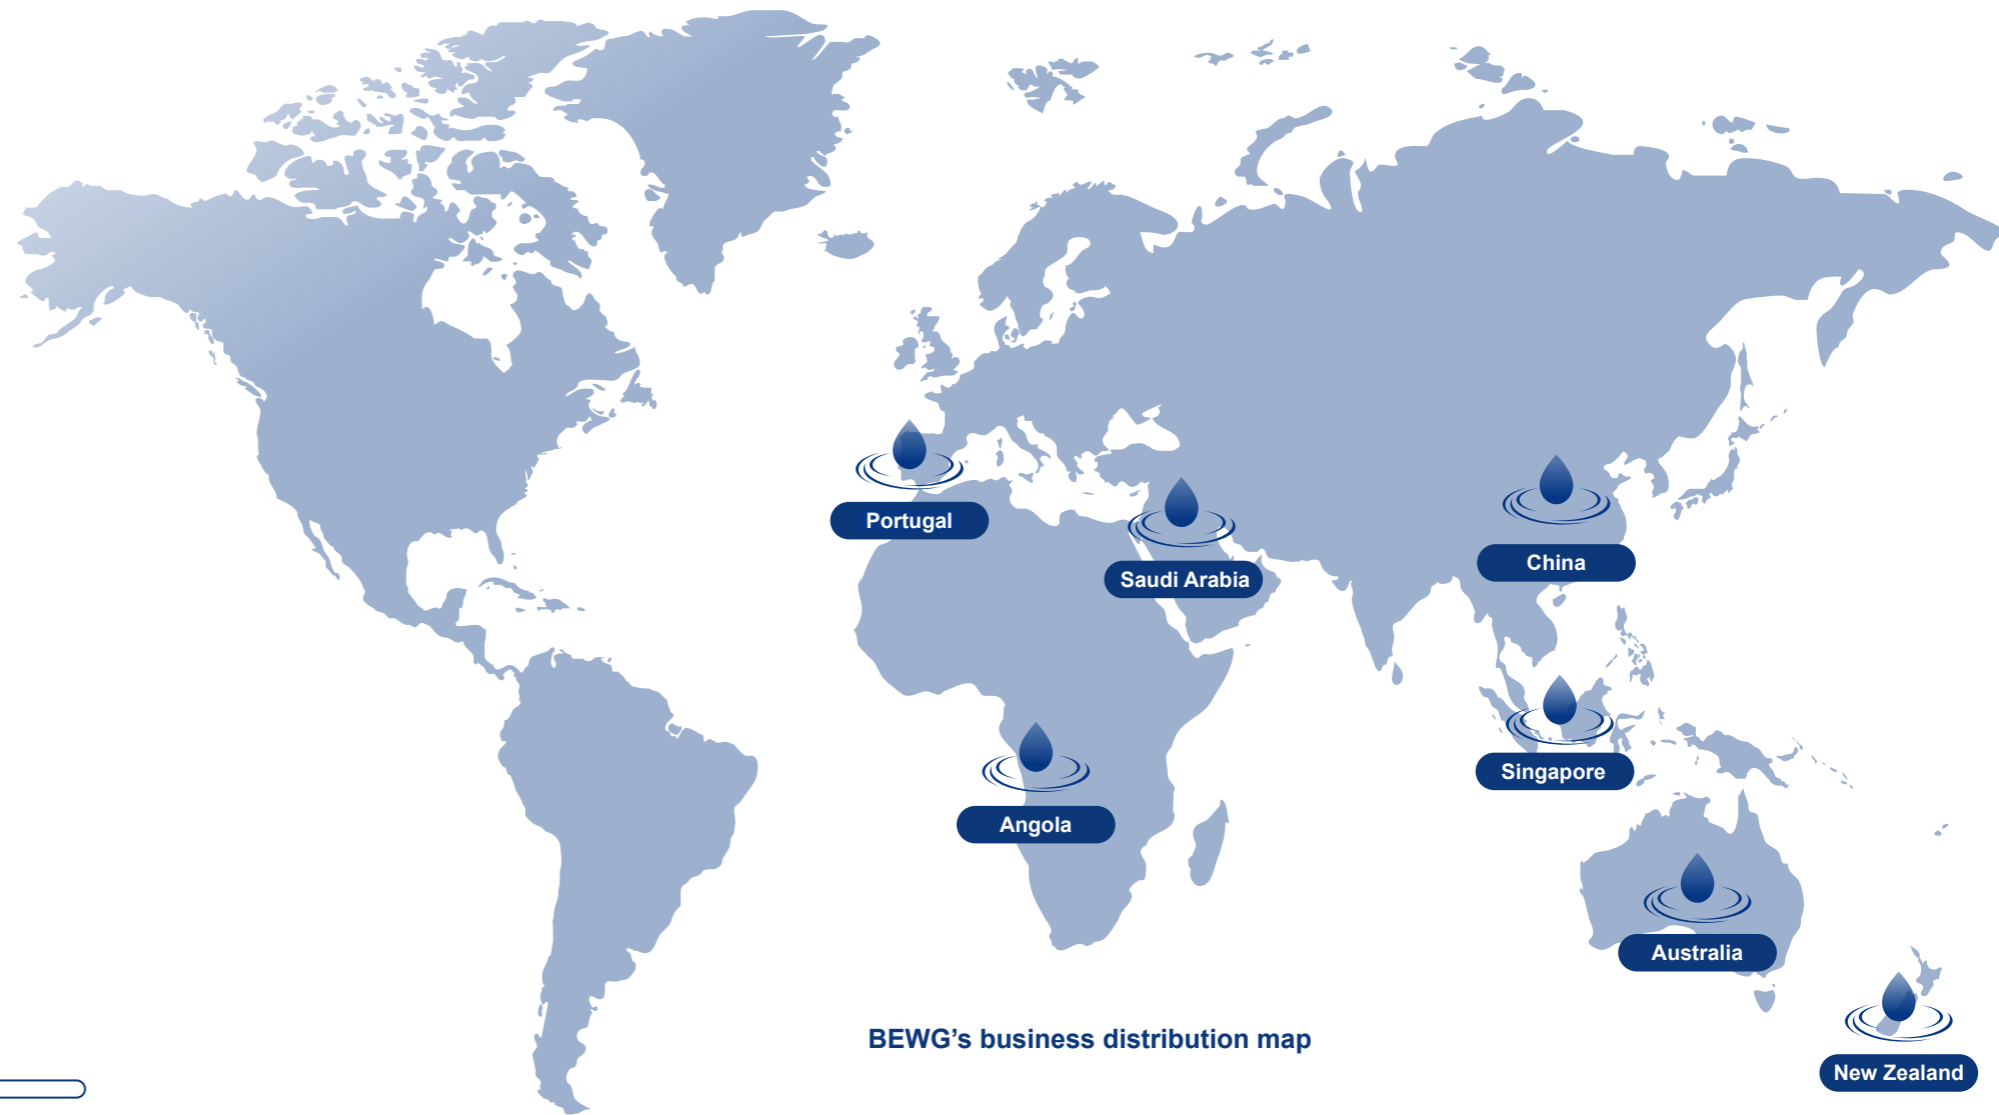 Portugal
China
Saudi Arabia
Singapore
Angola
Australia
BEWG’s business distribution map
New Zealand